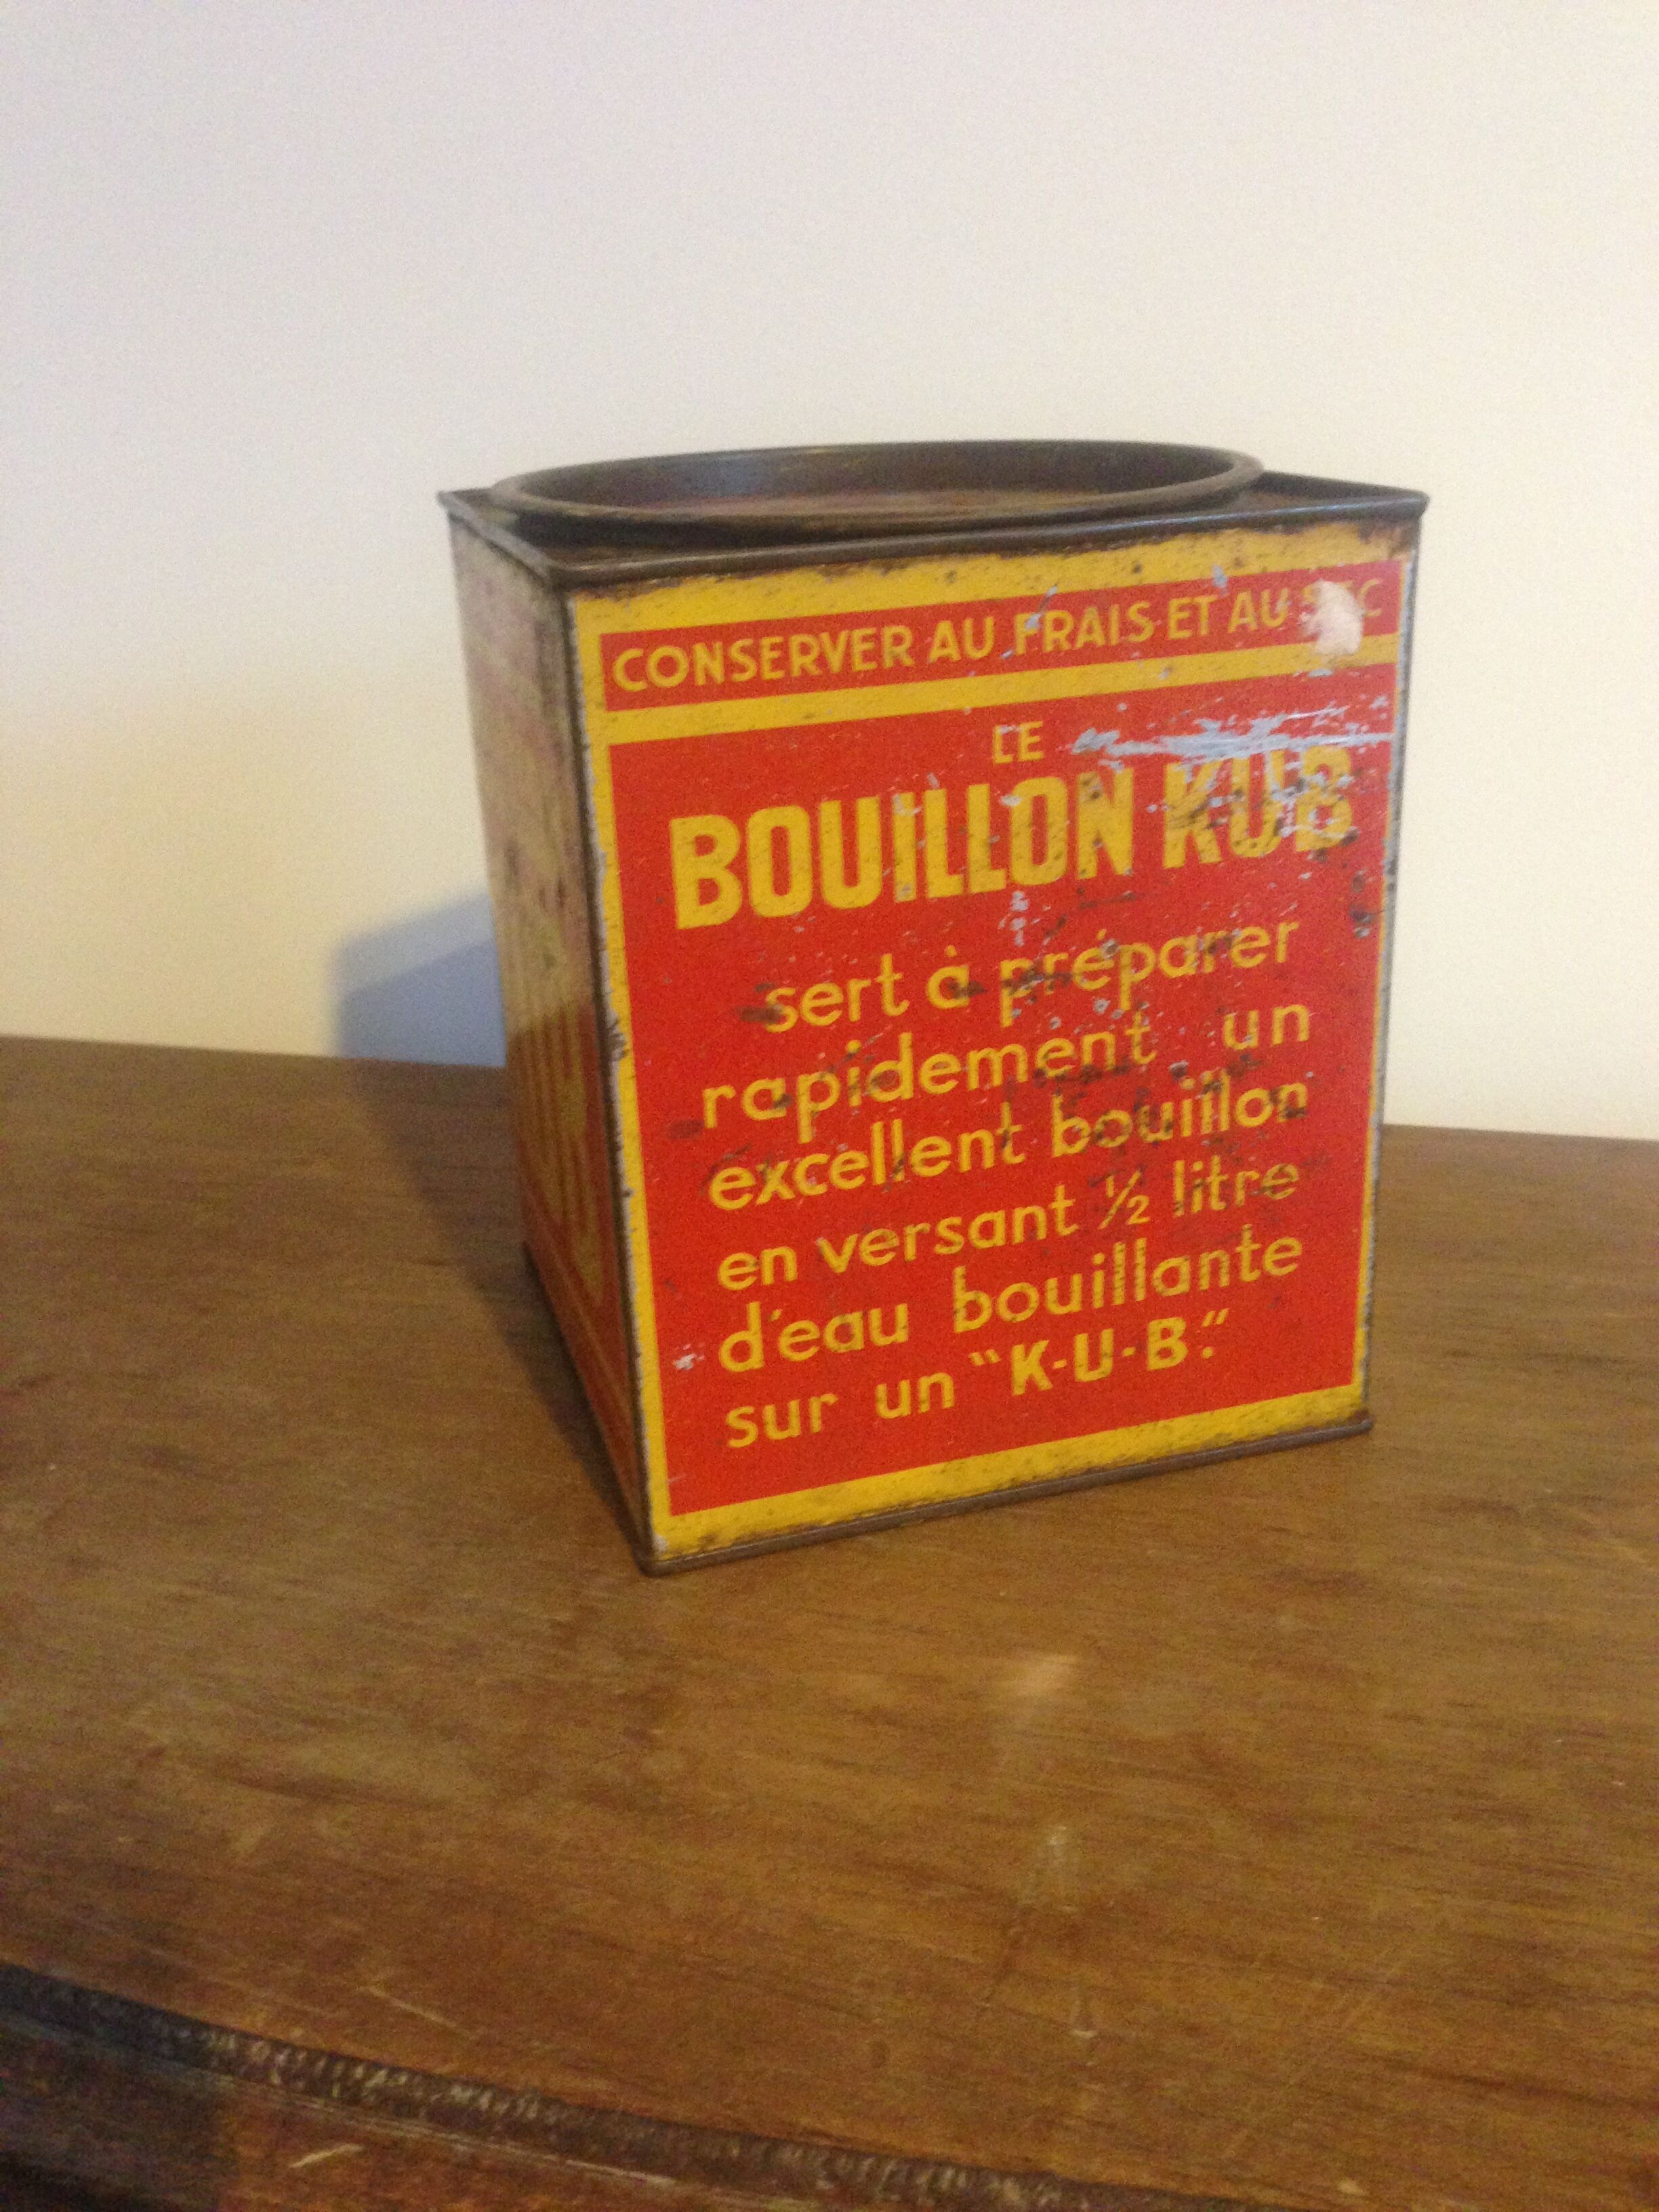 CONSERVER AU FRAIS ET AU SEC
LE
BOUILLON KUB
sert à préparer
rapidement un
excellent bouillon
en versant ½ litre
d'eau bouillante
sur un "K-U-B."